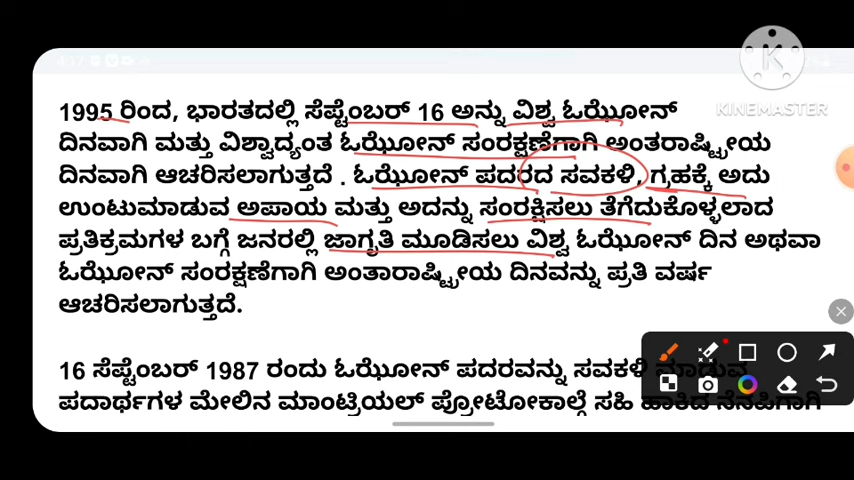 KINEMASTER
1995 ರಿಂದ, ಭಾರತದಲ್ಲಿ ಸೆಪ್ಟೆಂಬರ್ 16 ಅನ್ನು ವಿಶ್ವ ಓಝೋನ್
ದಿನವಾಗಿ ಮತ್ತು ವಿಶ್ವಾದ್ಯಂತ ಓಝೋನ್ ಸಂರಕ್ಷಣೆಗಾಗಿ ಅಂತರಾಷ್ಟ್ರೀಯ
ದಿನವಾಗಿ ಆಚರಿಸಲಾಗುತ್ತದೆ . ಓಝೋನ್ ಪದರದ ಸವಕಳಿ, ಗ್ರಹಕ್ಕೆ ಅದು
ಉಂಟುಮಾಡುವ ಅಪಾಯ ಮತ್ತು ಅದನ್ನು ಸಂರಕ್ಷಿಸಲು ತೆಗೆದುಕೊಳ್ಳಲಾದ
ಪ್ರತಿಕ್ರಮಗಳ ಬಗ್ಗೆ ಜನರಲ್ಲಿ ಜಾಗೃತಿ ಮೂಡಿಸಲು ವಿಶ್ವ ಓಝೋನ್ ದಿನ ಅಥವಾ
ಓಝೋನ್ ಸಂರಕ್ಷಣೆಗಾಗಿ ಅಂತಾರಾಷ್ಟ್ರೀಯ ದಿನವನ್ನು ಪ್ರತಿ ವರ್ಷ
ಆಚರಿಸಲಾಗುತ್ತದೆ.
16 ಸೆಪ್ಟೆಂಬರ್ 1987 ರಂದು ಓಝೋನ್ ಪದರವನ್ನು ಸವಕಳಿ ಮಾಡುವ
ಪದಾರ್ಥಗಳ ಮೇಲಿನ ಮಾಂಟ್ರಿಯಲ್ ಪ್ರೋಟೋಕಾಲ್ಗೆ ಸಹಿ ಹಾಕಿದ ನೆನಪಿಗಾಗಿ